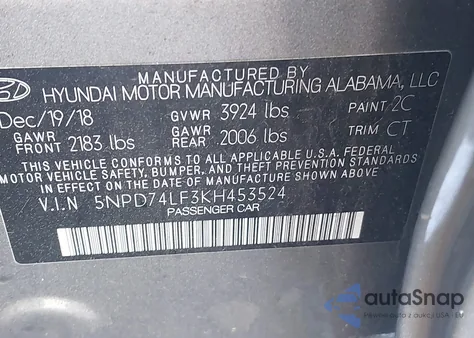 MANUFACTURED BY
HYUNDAI MOTOR MANUFACTURING ALABAMA, LLC
Dec/19/18 GVWR 3924 lbs PAINT 2C
GAWR FRONT 2183 lbs GAWR REAR 2006 lbs TRIM CT
THIS VEHICLE CONFORMS TO ALL APPLICABLE U.S.A. FEDERAL
MOTOR VEHICLE SAFETY, BUMPER, AND THEFT PREVENTION STANDARDS
IN EFFECT ON THE DATE OF MANUFACTURE SHOWN ABOVE.
V.I.N 5NPD74LF3KH453524
PASSENGER CAR
autaSnap